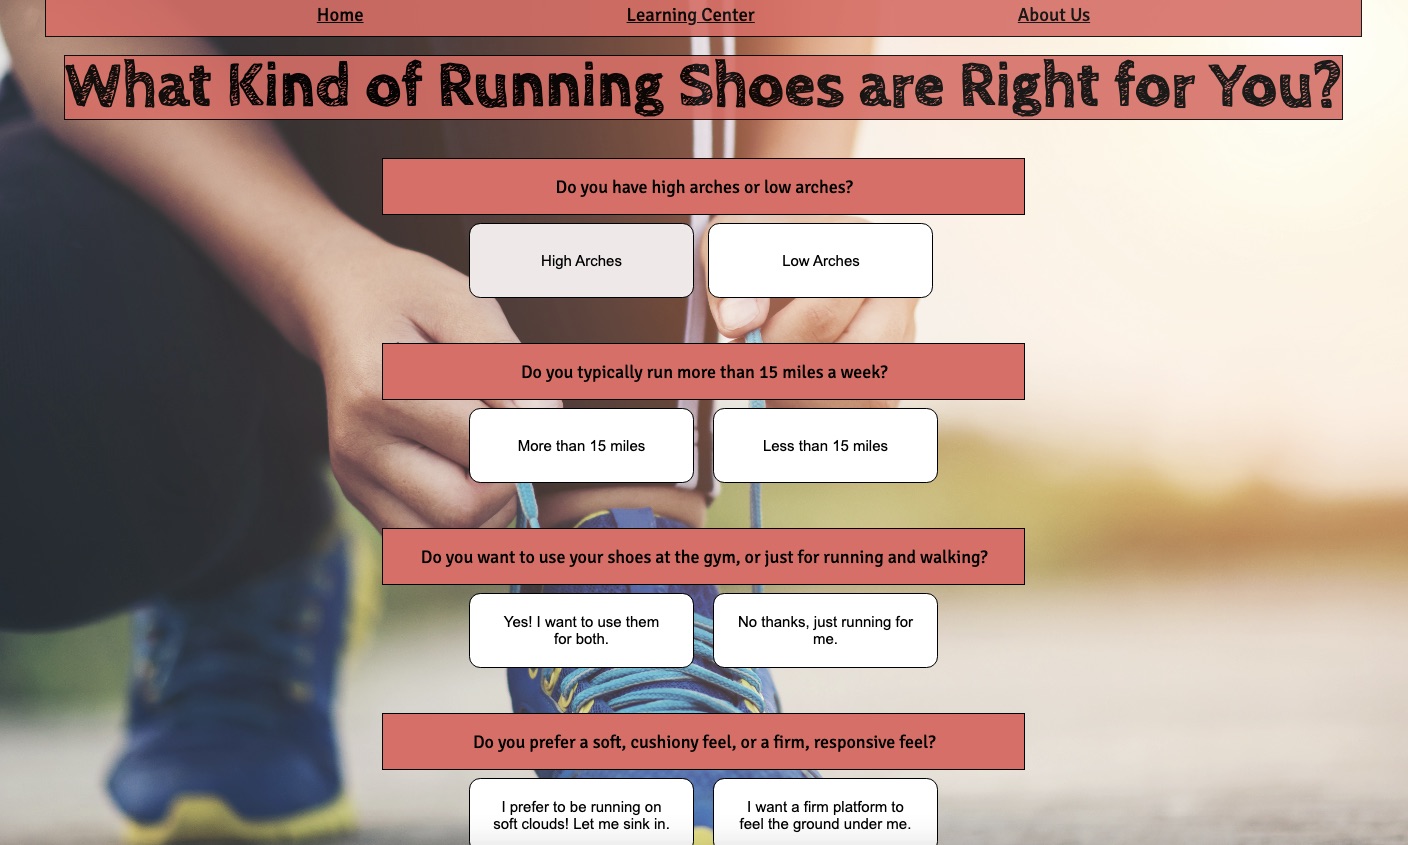 Home Learning Center About Us
What Kind of Running Shoes are Right for You?
Do you have high arches or low arches?
High Arches Low Arches
Do you typically run more than 15 miles a week?
More than 15 miles Less than 15 miles
Do you want to use your shoes at the gym, or just for running and walking?
Yes! I want to use them
for both.
No thanks, just running for
me.
Do you prefer a soft, cushiony feel, or a firm, responsive feel?
I prefer to be running on
soft clouds! Let me sink in.
I want a firm platform to
feel the ground under me.